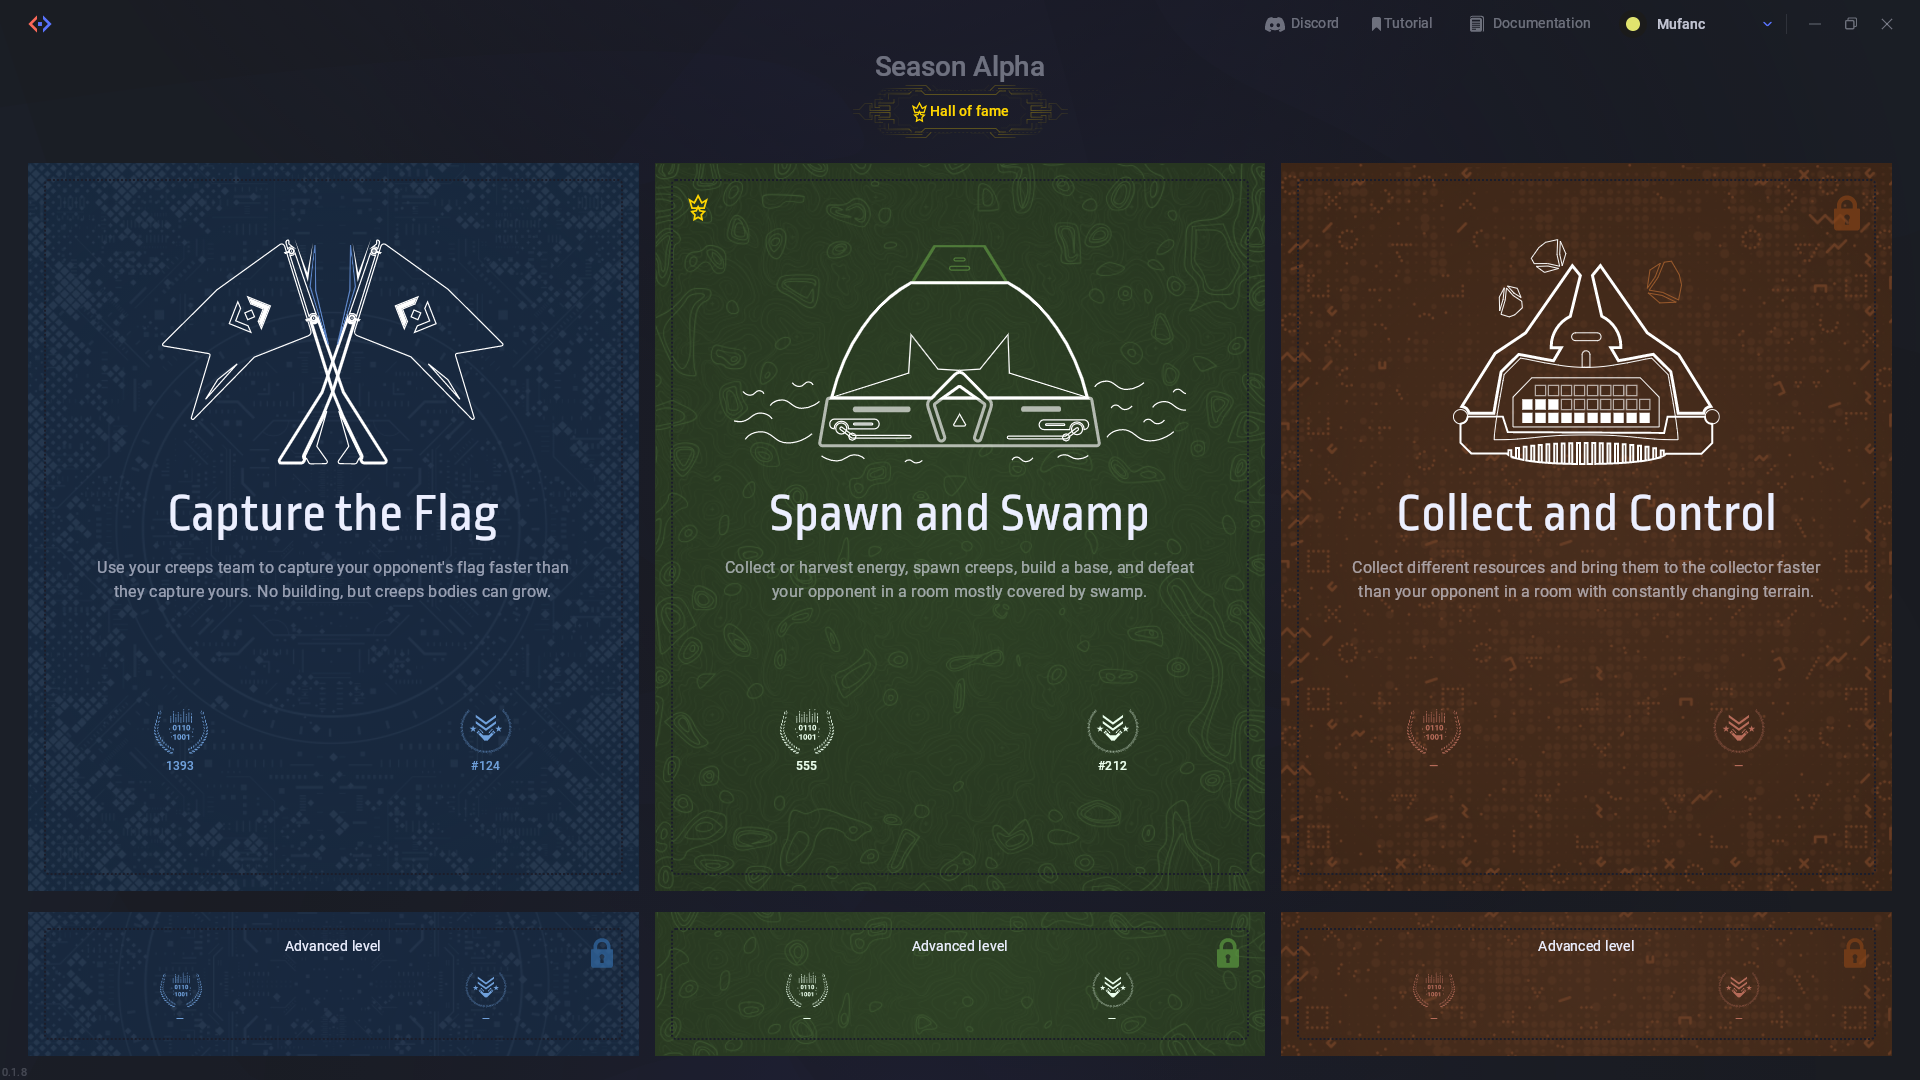 Discord
Tutorial
Documentation
Mufanc
Season Alpha
Hall of fame
Capture the Flag
Use your creeps team to capture your opponent's flag faster than
they capture yours. No building, but creeps bodies can grow.
0110
1001
1393
#124
Spawn and Swamp
Collect or harvest energy, spawn creeps, build a base, and defeat
your opponent in a room mostly covered by swamp.
0110
1001
555
#212
Collect and Control
Collect different resources and bring them to the collector faster
than your opponent in a room with constantly changing terrain.
0110
1001
–
–
Advanced level
0110
1001
–
–
Advanced level
0110
1001
–
–
Advanced level
0110
1001
–
–
0.1.8